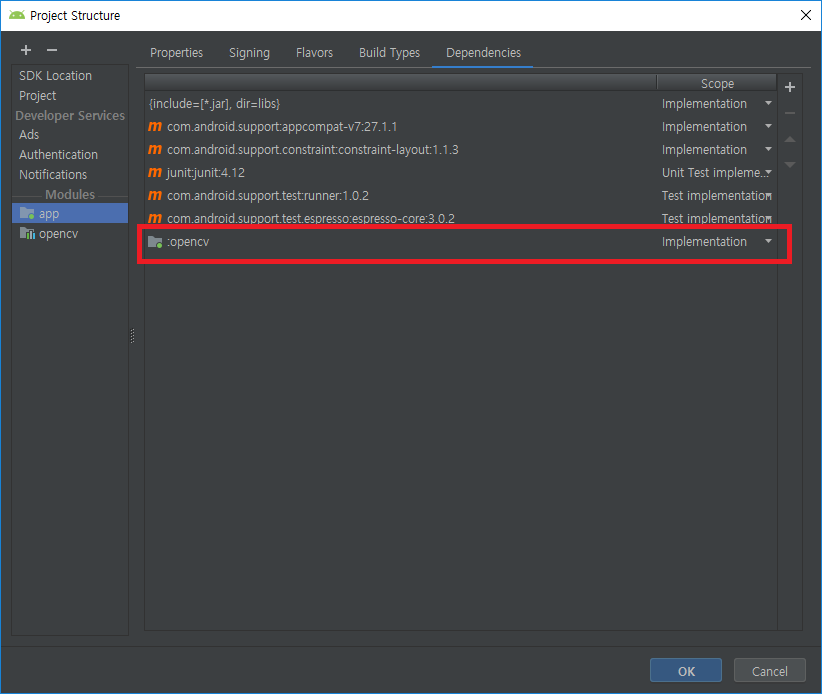 Project Structure
Properties
Signing
Flavors
Build Types
Dependencies
SDK Location
Project
Developer Services
Ads
Authentication
Notifications
Modules
app
opencv
Scope
{include=[*.jar], dir=libs} Implementation
m com.android.support:appcompat-v7:27.1.1 Implementation
m com.android.support.constraint:constraint-layout:1.1.3 Implementation
m junit:junit:4.12 Unit Test impleme...
m com.android.support.test:runner:1.0.2 Test implementation
m com.android.support.test.espresso:espresso-core:3.0.2 Test implementation
:opencv Implementation
OK
Cancel